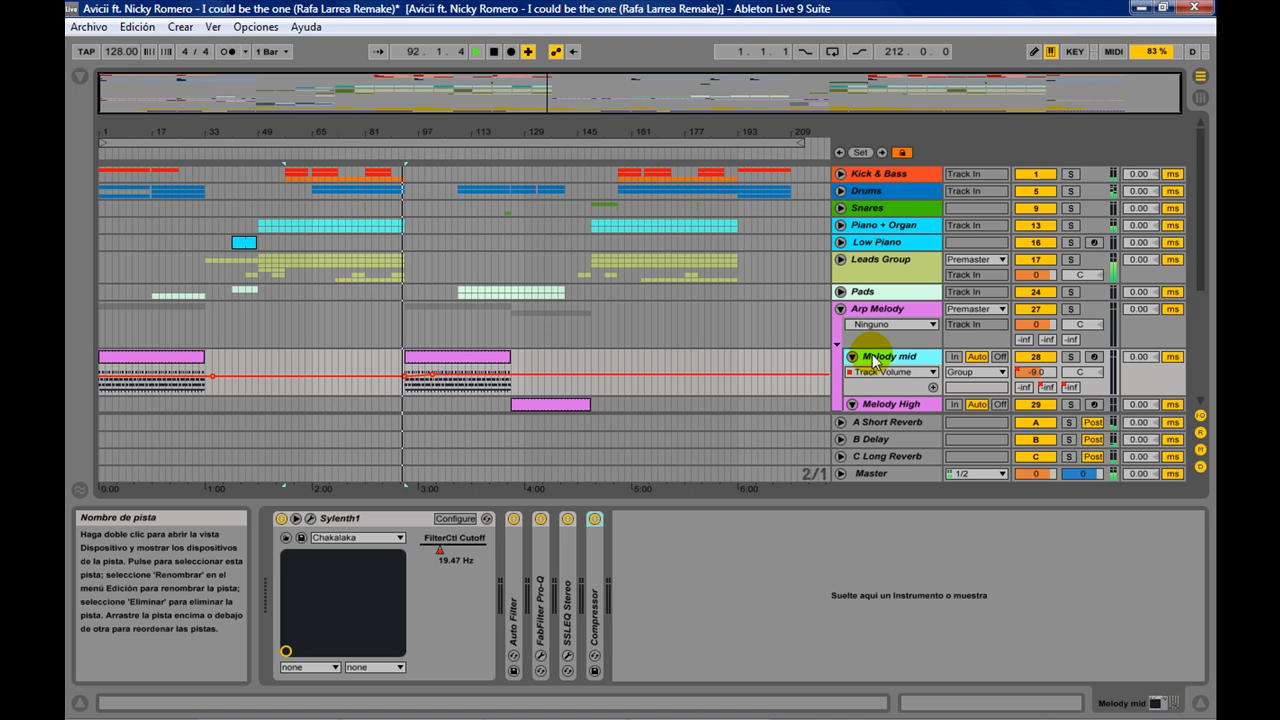 Live
Avicii ft. Nicky Romero - I could be the one (Rafa Larrea Remake)* [Avicii ft. Nicky Romero - I could be the one (Rafa Larrea Remake)] - Ableton Live 9 Suite
Archivo Edición Crear Ver Opciones Ayuda
TAP 128.00 4 / 4 1 Bar 92 . 1 . 4 1 . 1 . 1 212 . 0 . 0 KEY MIDI 83 % D
1 17 33 49 65 81 97 113 129 145 161 177 193 209
Set
Kick & Bass Track In 1 S 0.00 ms
Drums Track In 5 S 0.00 ms
Snares 9 S 0.00 ms
Piano + Organ Track In 13 S 0.00 ms
Low Piano 16 S 0.00 ms
Leads Group Premaster 17 S 0.00 ms
Track In 0 C
Pads Track In 24 S 0.00 ms
Arp Melody Premaster 27 S 0.00 ms
Ninguno Track In 0 C
-inf -inf -inf
Melody mid In Auto Off 28 S 0.00 ms
Track Volume Group -9.0 C
-inf -inf -inf
Melody High In Auto Off 29 S 0.00 ms
A Short Reverb A S Post 0.00 ms
B Delay B S Post 0.00 ms
C Long Reverb C S Post 0.00 ms
2/1 Master 1/2 0 0 0.00 ms
0:00 1:00 2:00 3:00 4:00 5:00 6:00
I·O
R
M
D
Nombre de pista
Haga doble clic para abrir la vista
Dispositivo y mostrar los dispositivos
de la pista. Pulse para seleccionar esta
pista; seleccione 'Renombrar' en el
menú Edición para renombrar la pista;
seleccione 'Eliminar' para eliminar la
pista. Arrastre la pista encima o debajo
de otra para reordenar las pistas.
Sylenth1 Configure
Chakalaka
FilterCtl Cutoff
19.47 Hz
none none
Auto Filter
FabFilter Pro-Q
SSLEQ Stereo
Compressor
Suelte aquí un Instrumento o muestra
Melody mid